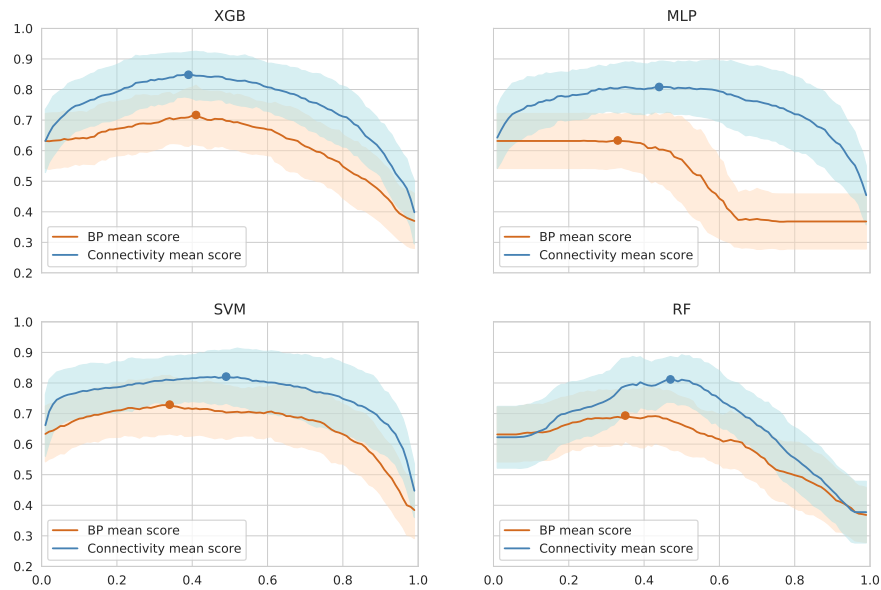 XGB
MLP
1.0
0.9
0.8
0.7
0.6
0.5
0.4
0.3
0.2
BP mean score
Connectivity mean score
BP mean score
Connectivity mean score
SVM
RF
1.0
0.9
0.8
0.7
0.6
0.5
0.4
0.3
0.2
BP mean score
Connectivity mean score
BP mean score
Connectivity mean score
0.0 0.2 0.4 0.6 0.8 1.0
0.0 0.2 0.4 0.6 0.8 1.0